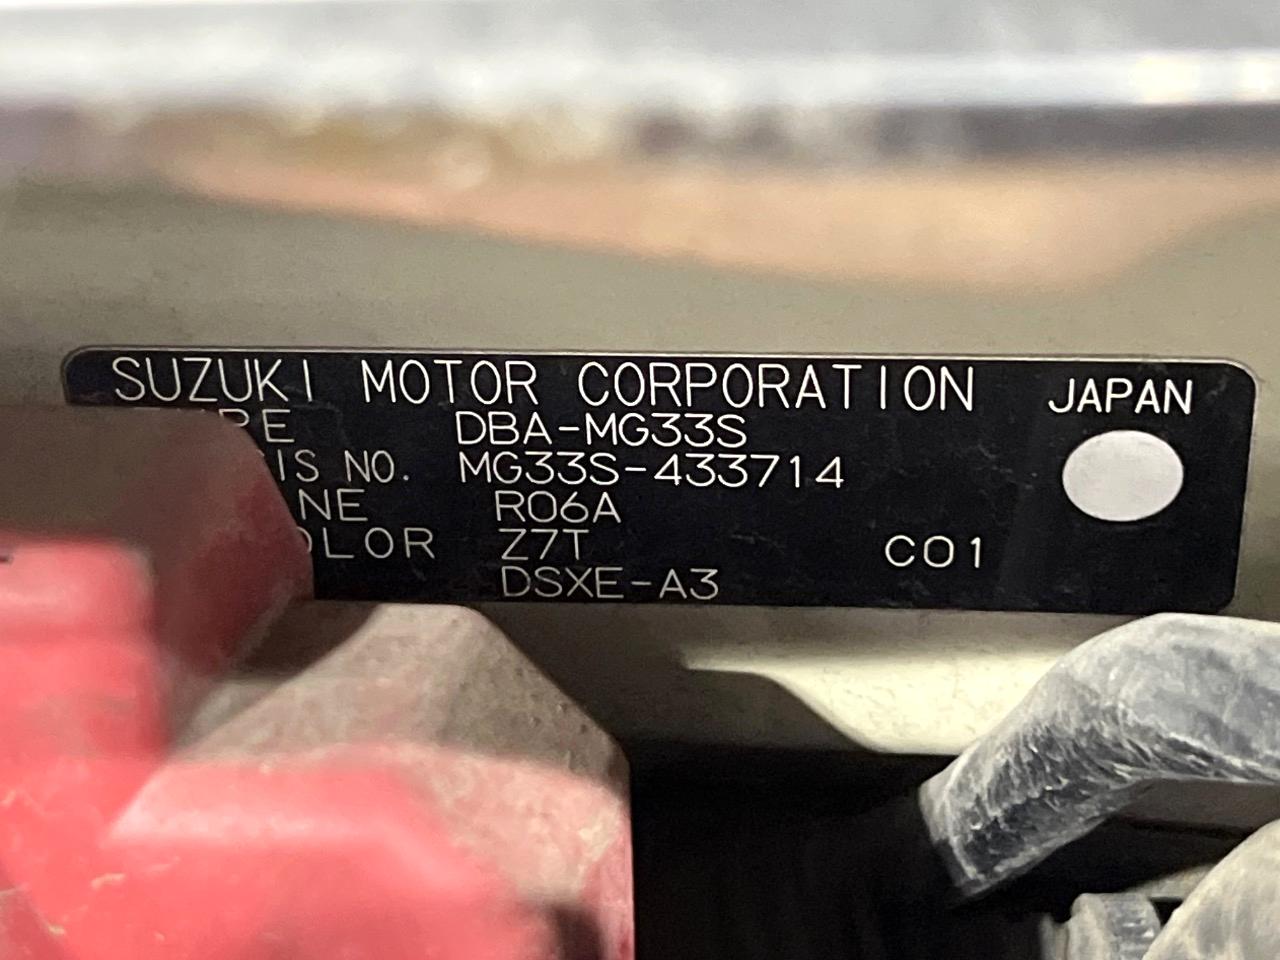 SUZUKI MOTOR CORPORATION JAPAN
DBA-MG33S
IS NO. MG33S-433714
NE R06A
OLOR Z7T C01
DSXE-A3